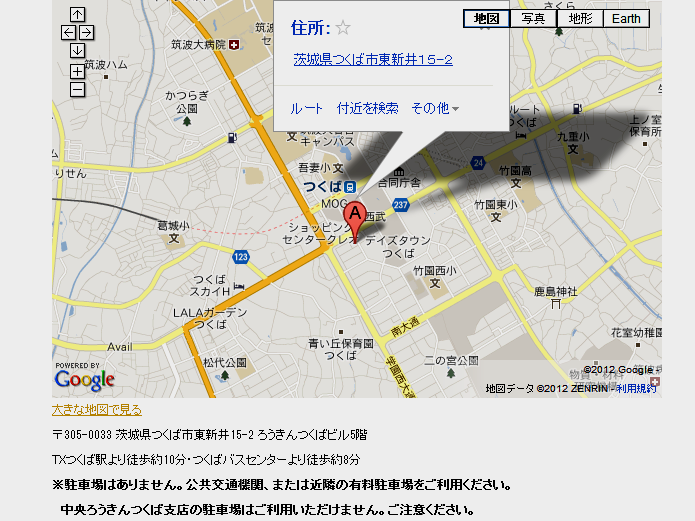 さくら
住所: ☆
地図 写真 地形 Earth
茨城県つくば市東新井15-2
ルート 付近を検索 その他
筑波大病院
筑波ハム
かつらぎ
公園
キャンパス
ルート
つくば
上ノ室
保育所
九重小
文
24
りせん
吾妻小
文
合同庁舎
竹園高
文
つくば
MOG
237
西武
竹園東小
文
葛城小
文
ショッピング
センタークレオ
A
デイズタウン
つくば
123
つくば
スカイH
竹園西小
文
鹿島神社
LALAガーデン
つくば
南大通
花室幼稚園
Avail
青い丘保育園
つくば
松代公園
学園西大通
二の宮公園
POWERED BY
Google
©2012 Google
地図データ ©2012 ZENRIN - 利用規約
大きな地図で見る
〒305-0033 茨城県つくば市東新井15-2 ろうきんつくばビル5階
TXつくば駅より徒歩約10分・つくバスセンターより徒歩約8分
※駐車場はありません。公共交通機関、または近隣の有料駐車場をご利用ください。
中央ろうきんつくば支店の駐車場はご利用いただけません。ご注意ください。